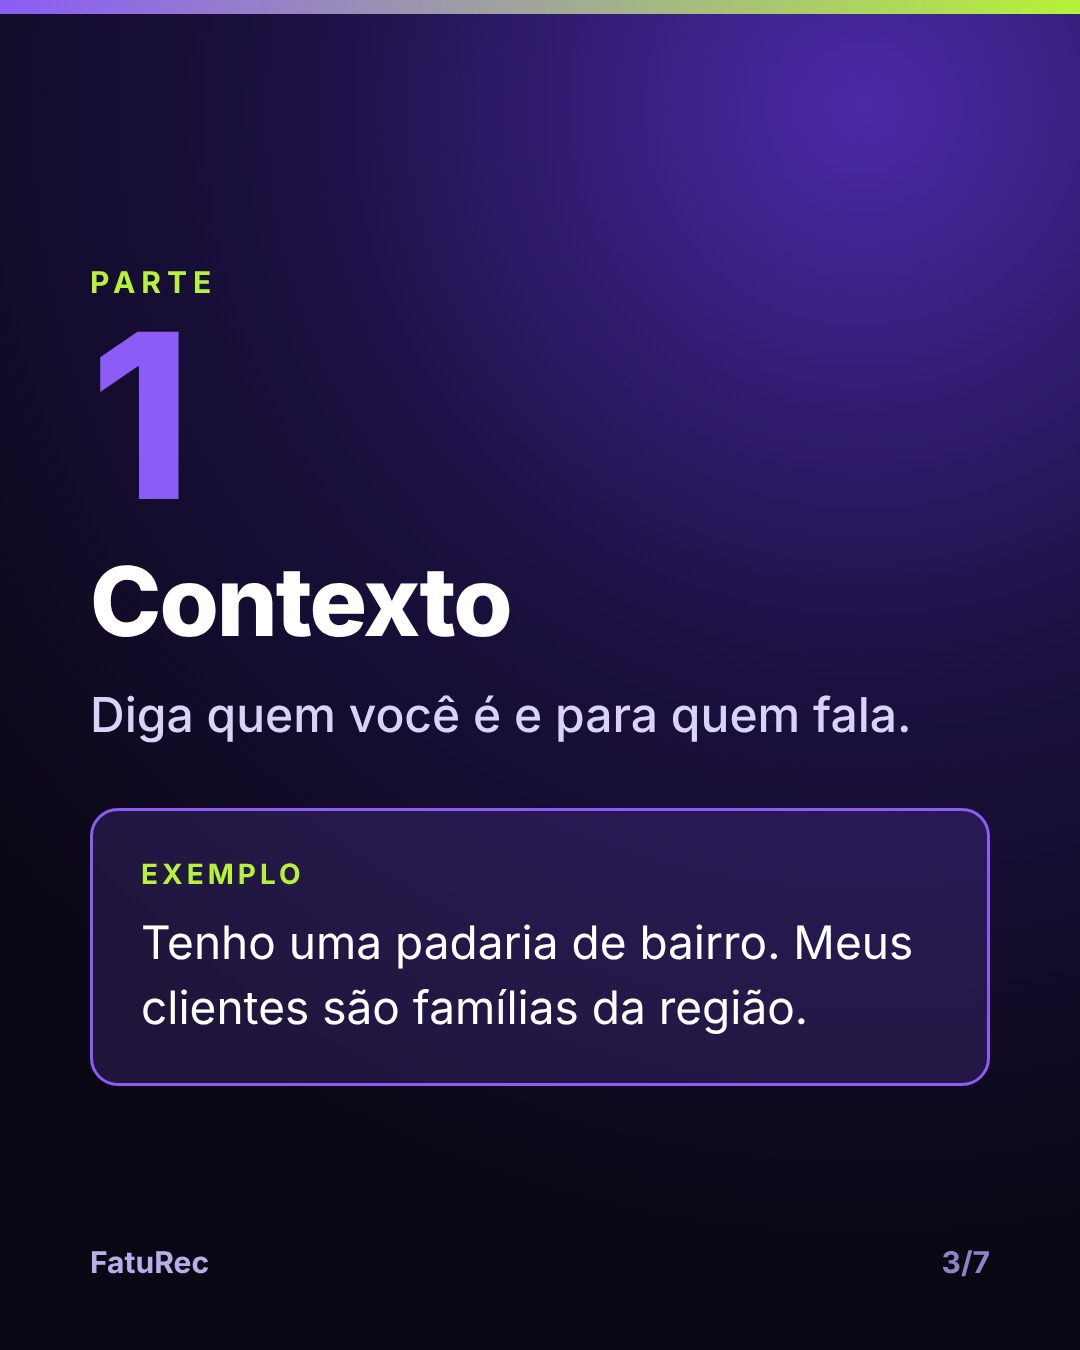 PARTE
1
Contexto
Diga quem você é e para quem fala.
EXEMPLO
Tenho uma padaria de bairro. Meus
clientes são famílias da região.
FatuRec
3/7